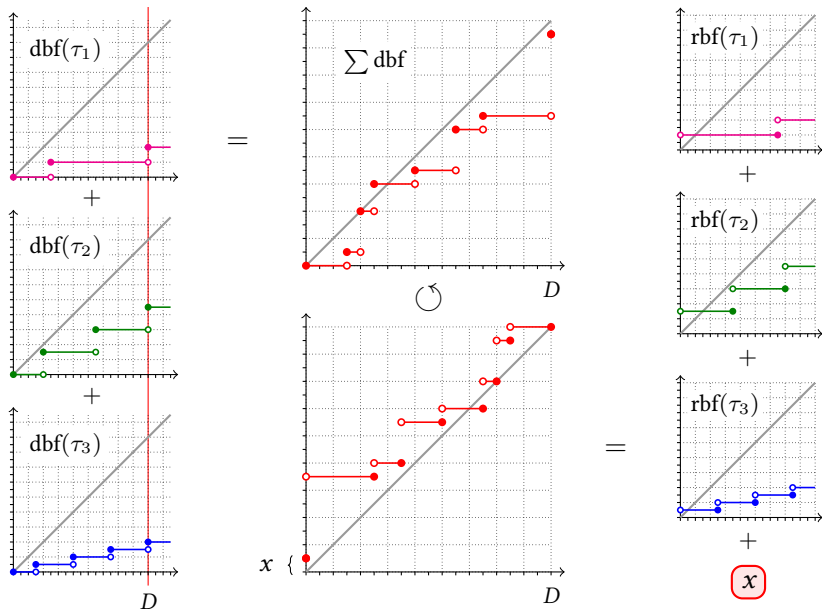 dbf(τ₁)
+
dbf(τ₂)
+
dbf(τ₃)
D
=
∑ dbf
D
↺
x {
D
rbf(τ₁)
+
rbf(τ₂)
+
=
rbf(τ₃)
+
x